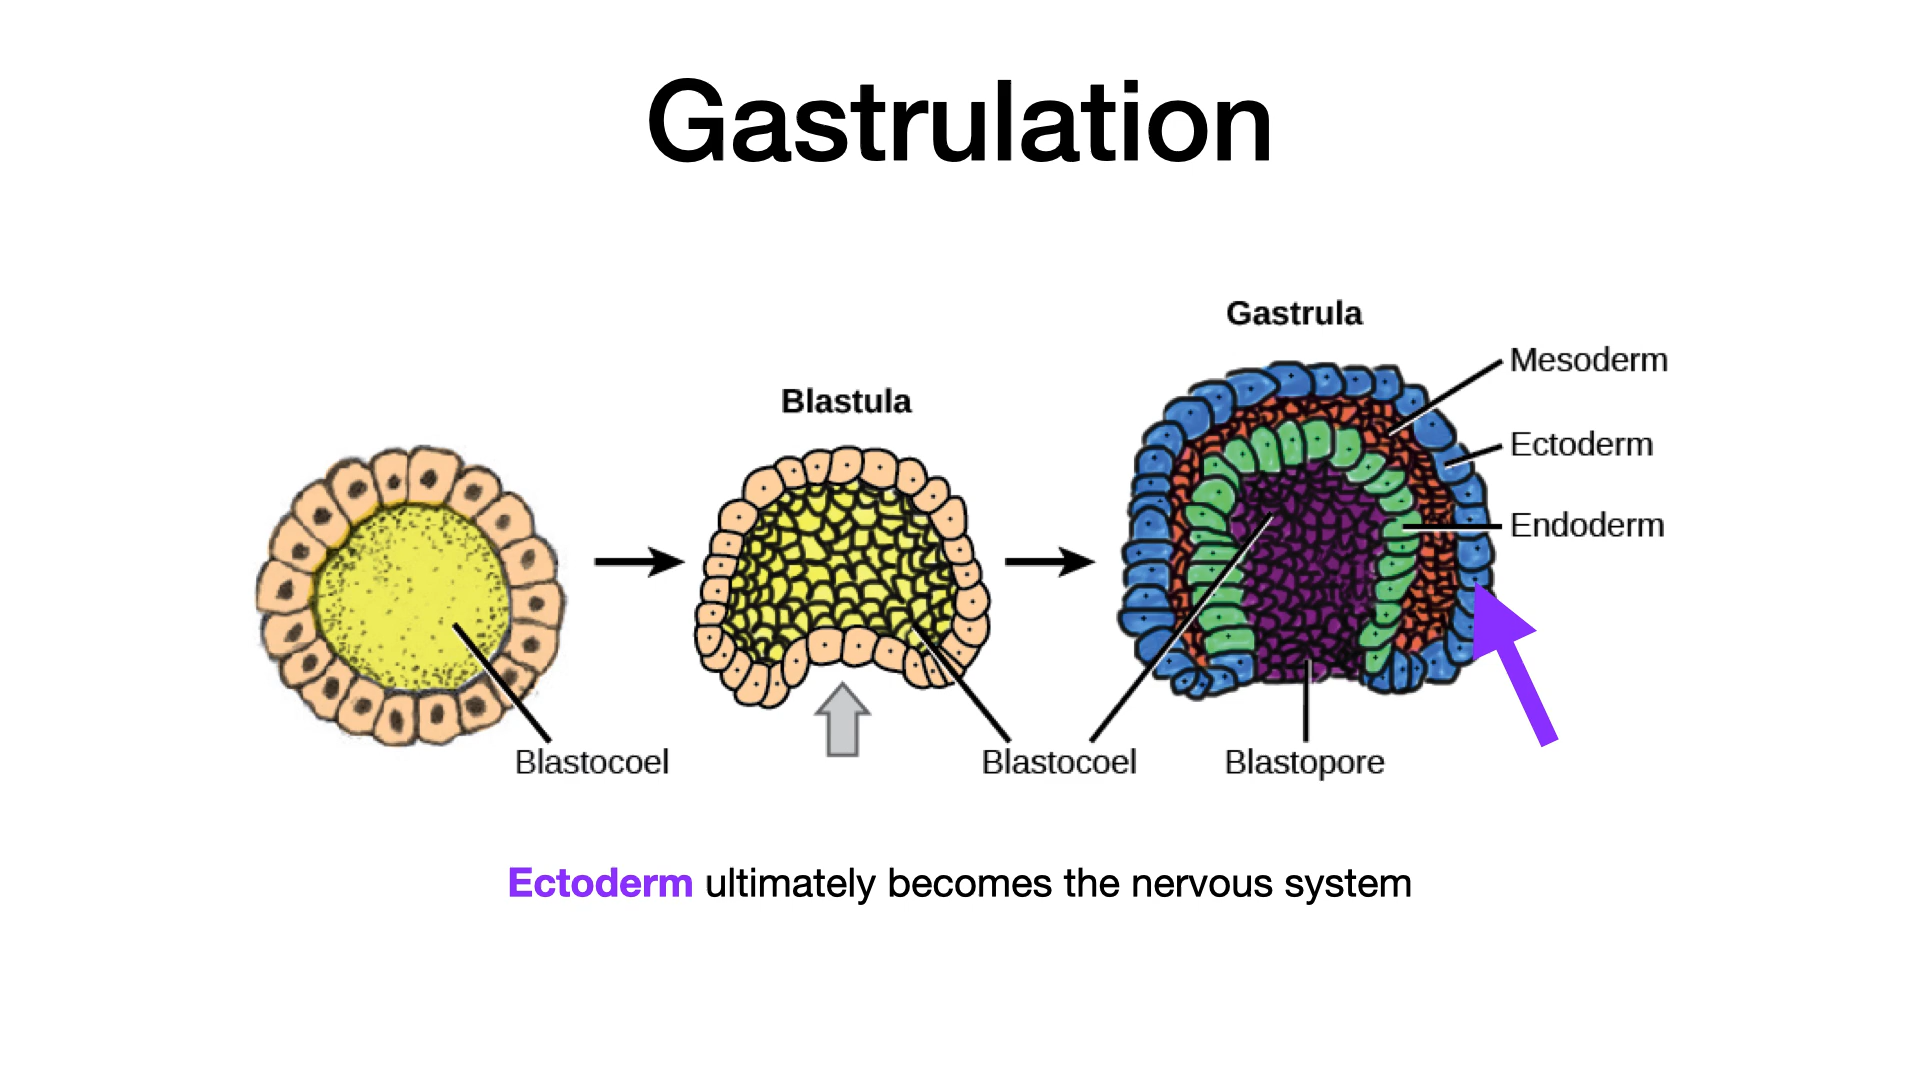 Gastrulation
Gastrula
Mesoderm
Blastula
Ectoderm
Endoderm
Blastocoel
Blastocoel
Blastopore
Ectoderm ultimately becomes the nervous system